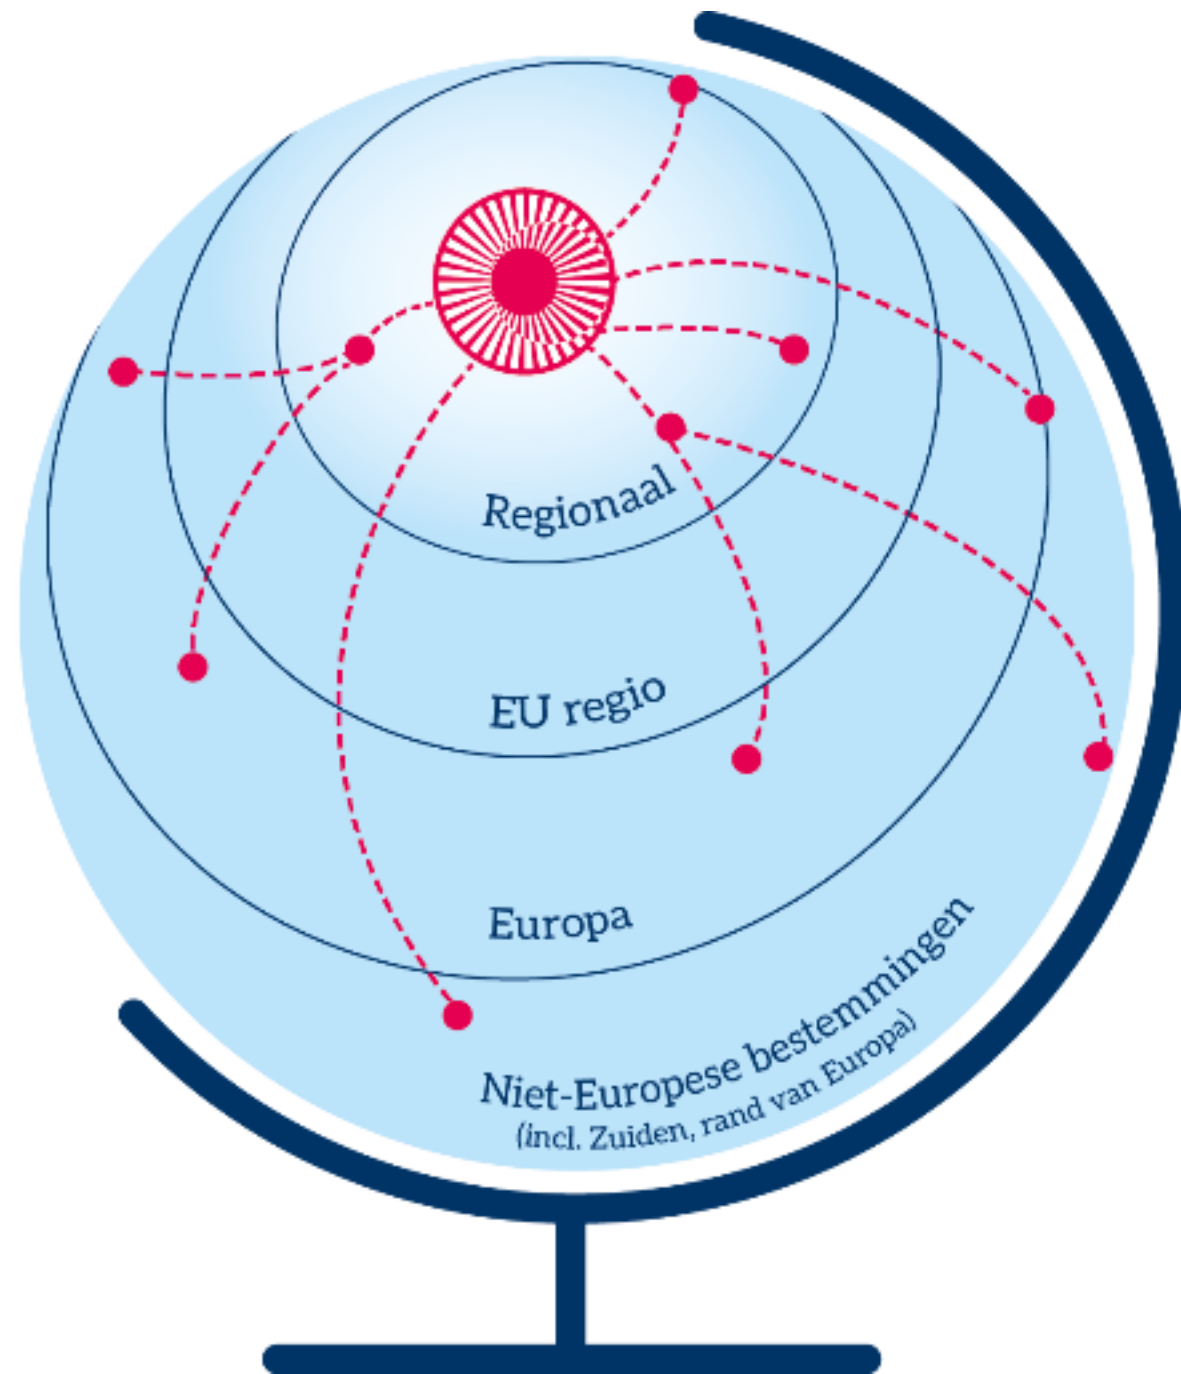 Regionaal
EU regio
Europa
Niet-Europese bestemmingen
(incl. Zuiden, rand van Europa)